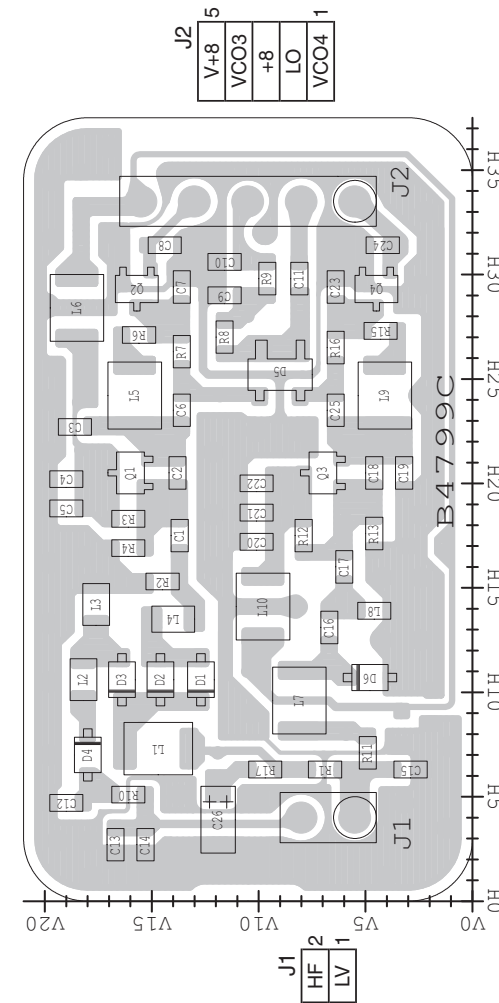 J2
V+8 5
VCO3
+8
LO
VCO4 1
H35
J2
C8
C24
C10
H30
Q2
C7
C9
R9
C11
C23
Q4
L6
R6
R7
R8
R16
R15
D5
H25
L5
L9
C6
C25
C3
B4799C
C4
Q1
C2
C22
Q3
C18
C19
H20
C5
R3
C21
R4
C1
C20
R12
R13
C17
R2
H15
L3
L4
L10
C16
L8
L2
D3
D2
D1
L7
D6
H10
D4
L1
R17
R1
R11
C15
C12
R10
C26
H5
J1
C13
C14
H0
V20
V15
V10
V5
V0
J1
HF 2
LV 1